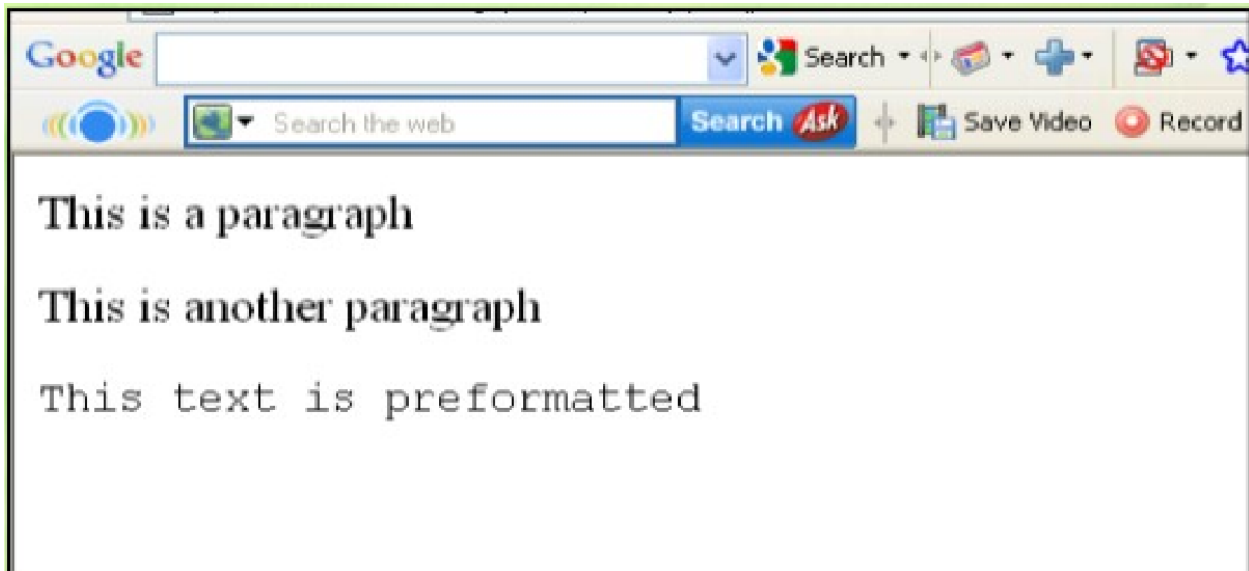 Google Search
Search the web Search Ask Save Video Record
This is a paragraph
This is another paragraph
This text is preformatted